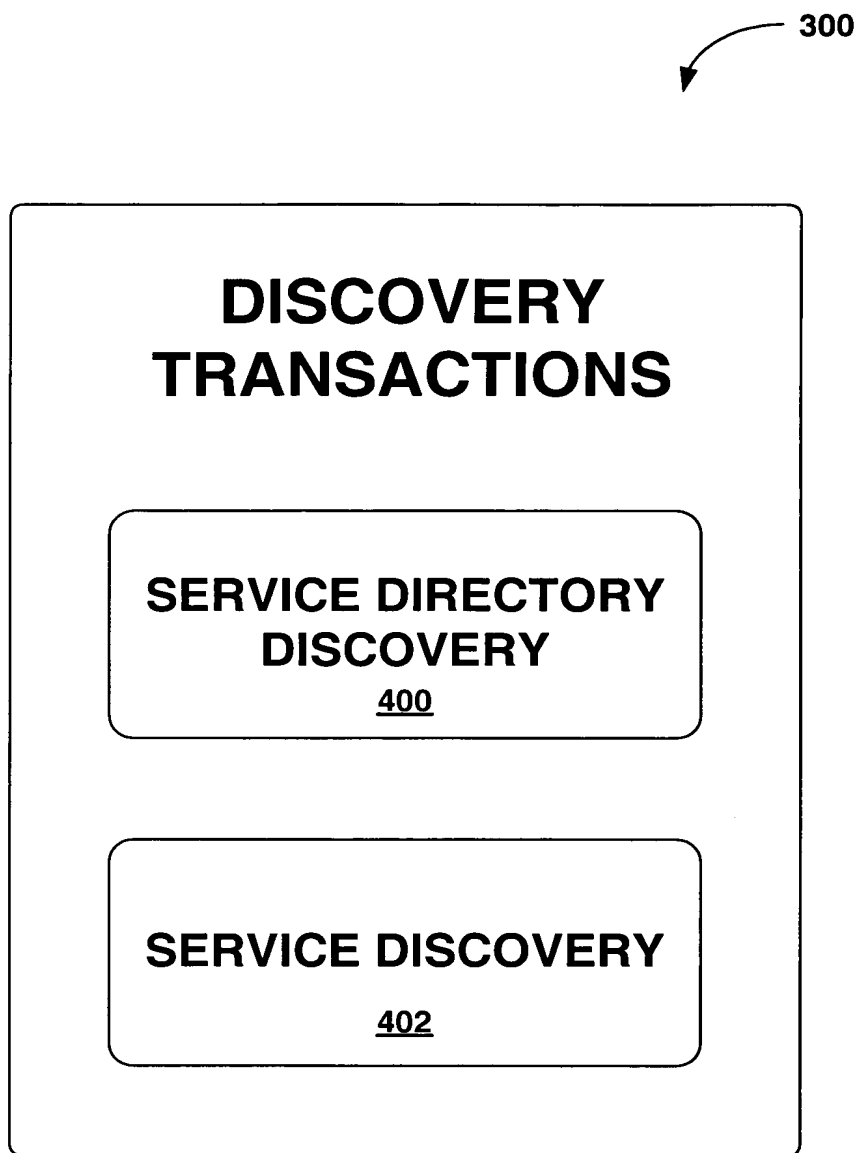 300
DISCOVERY
TRANSACTIONS
SERVICE DIRECTORY
DISCOVERY
400
SERVICE DISCOVERY
402